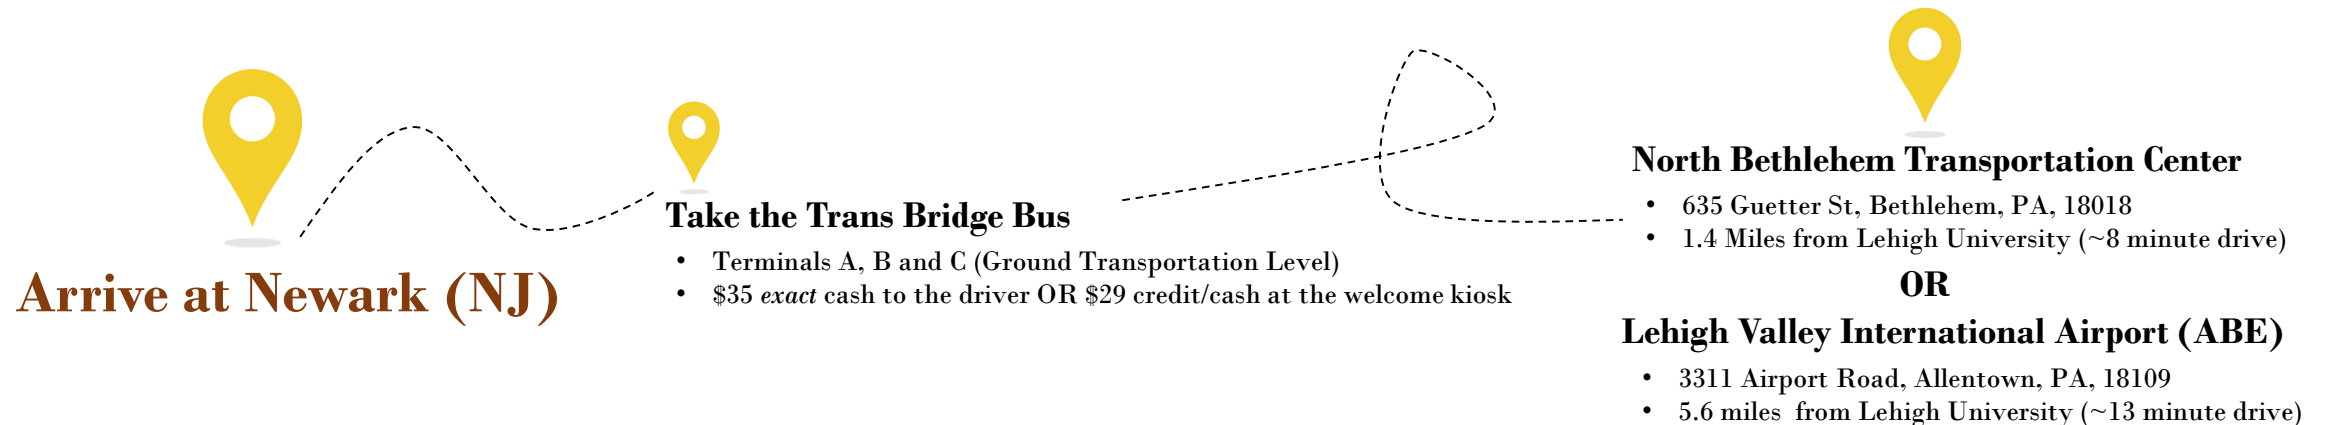 Arrive at Newark (NJ)
Take the Trans Bridge Bus
• Terminals A, B and C (Ground Transportation Level)
• $35 exact cash to the driver OR $29 credit/cash at the welcome kiosk
North Bethlehem Transportation Center
• 635 Guetter St, Bethlehem, PA, 18018
• 1.4 Miles from Lehigh University (~8 minute drive)
OR
Lehigh Valley International Airport (ABE)
• 3311 Airport Road, Allentown, PA, 18109
• 5.6 miles  from Lehigh University (~13 minute drive)